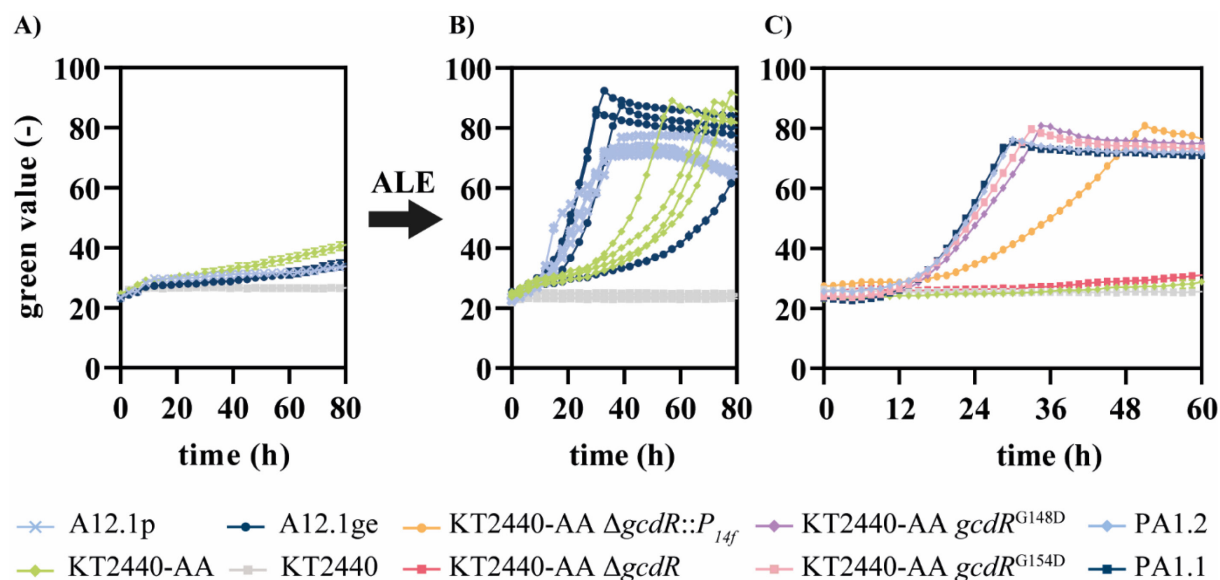 A)
B)
C)
100
80
60
40
20
0
green value (-)
0 20 40 60 80
time (h)
ALE
100
80
60
40
20
0
0 20 40 60 80
time (h)
100
80
60
40
20
0
0 12 24 36 48 60
time (h)
A12.1p A12.1ge KT2440-AA ΔgcdR::P14f KT2440-AA gcdRG148D PA1.2
KT2440-AA KT2440 KT2440-AA ΔgcdR KT2440-AA gcdRG154D PA1.1